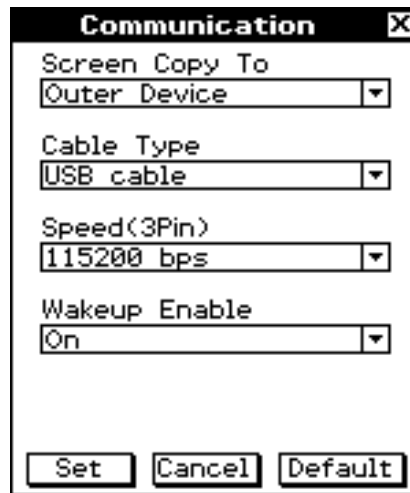 Communication X
Screen Copy To
Outer Device
Cable Type
USB cable
Speed(3Pin)
115200 bps
Wakeup Enable
On
Set Cancel Default